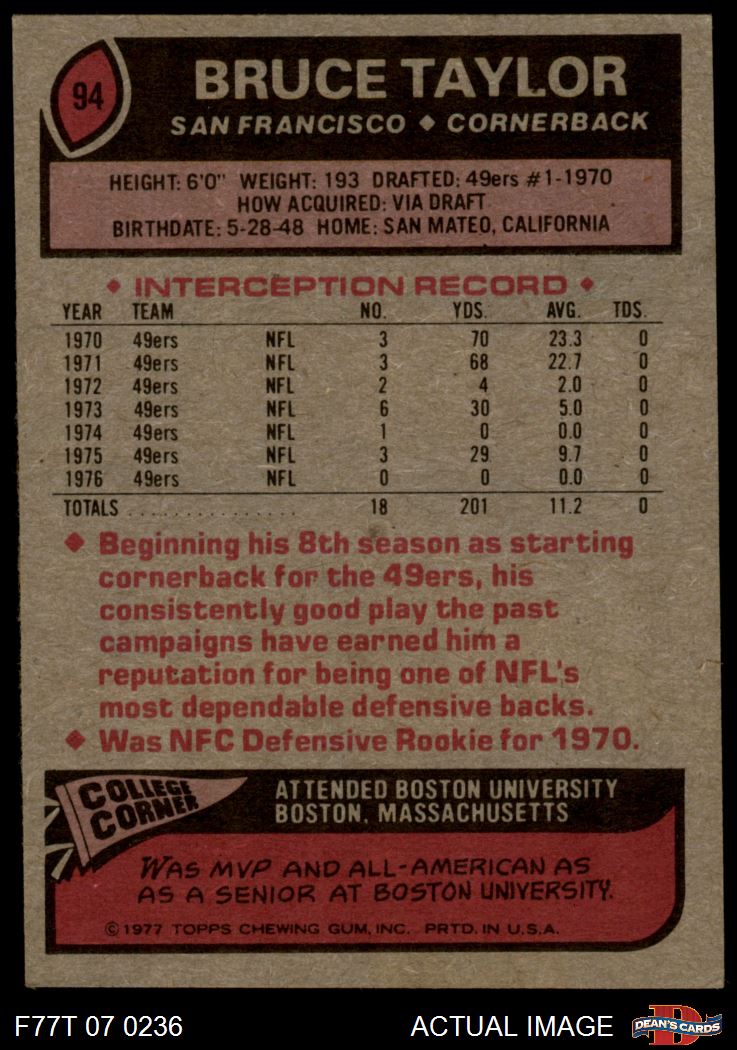 94
BRUCE TAYLOR
SAN FRANCISCO ◆ CORNERBACK
HEIGHT: 6'0" WEIGHT: 193 DRAFTED: 49ers #1-1970
HOW ACQUIRED: VIA DRAFT
BIRTHDATE: 5-28-48 HOME: SAN MATEO, CALIFORNIA
◆ INTERCEPTION RECORD ◆
YEAR TEAM NO. YDS. AVG. TDS.
1970 49ers NFL 3 70 23.3 0
1971 49ers NFL 3 68 22.7 0
1972 49ers NFL 2 4 2.0 0
1973 49ers NFL 6 30 5.0 0
1974 49ers NFL 1 0 0.0 0
1975 49ers NFL 3 29 9.7 0
1976 49ers NFL 0 0 0.0 0
TOTALS ................ 18 201 11.2 0
◆ Beginning his 8th season as starting
cornerback for the 49ers, his
consistently good play the past
campaigns have earned him a
reputation for being one of NFL's
most dependable defensive backs.
◆ Was NFC Defensive Rookie for 1970.
COLLEGE
CORNER
ATTENDED BOSTON UNIVERSITY
BOSTON, MASSACHUSETTS
WAS MVP AND ALL-AMERICAN AS
AS A SENIOR AT BOSTON UNIVERSITY.
© 1977 TOPPS CHEWING GUM, INC. PRTD. IN U.S.A.
F77T 07 0236 ACTUAL IMAGE
DEAN'S CARDS